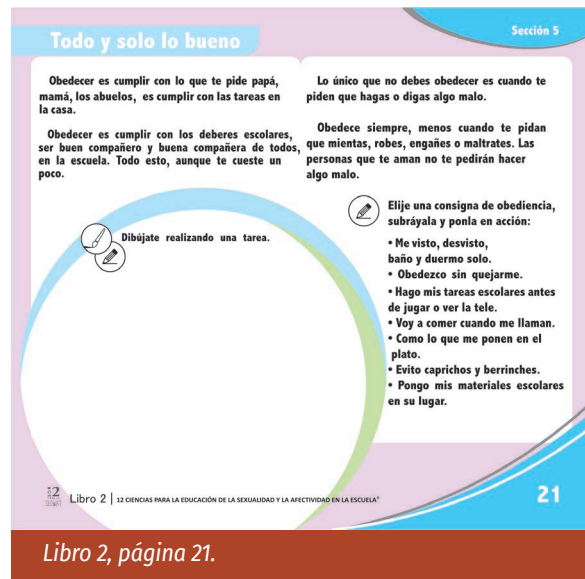 Sección 5
Todo y solo lo bueno
Obedecer es cumplir con lo que te pide papá,
mamá, los abuelos, es cumplir con las tareas en
la casa.
Obedecer es cumplir con los deberes escolares,
ser buen compañero y buena compañera de todos,
en la escuela. Todo esto, aunque te cueste un
poco.
Dibújate realizando una tarea.
Lo único que no debes obedecer es cuando te
piden que hagas o digas algo malo.
Obedece siempre, menos cuando te pidan
que mientas, robes, engañes o maltrates. Las
personas que te aman no te pedirán hacer
algo malo.
Elije una consigna de obediencia,
subráyala y ponla en acción:
• Me visto, desvisto,
baño y duermo solo.
• Obedezco sin quejarme.
• Hago mis tareas escolares antes
de jugar o ver la tele.
• Voy a comer cuando me llaman.
• Como lo que me ponen en el
plato.
• Evito caprichos y berrinches.
• Pongo mis materiales escolares
en su lugar.
Libro 2 | 12 CIENCIAS PARA LA EDUCACIÓN DE LA SEXUALIDAD Y LA AFECTIVIDAD EN LA ESCUELA®
21
Libro 2, página 21.